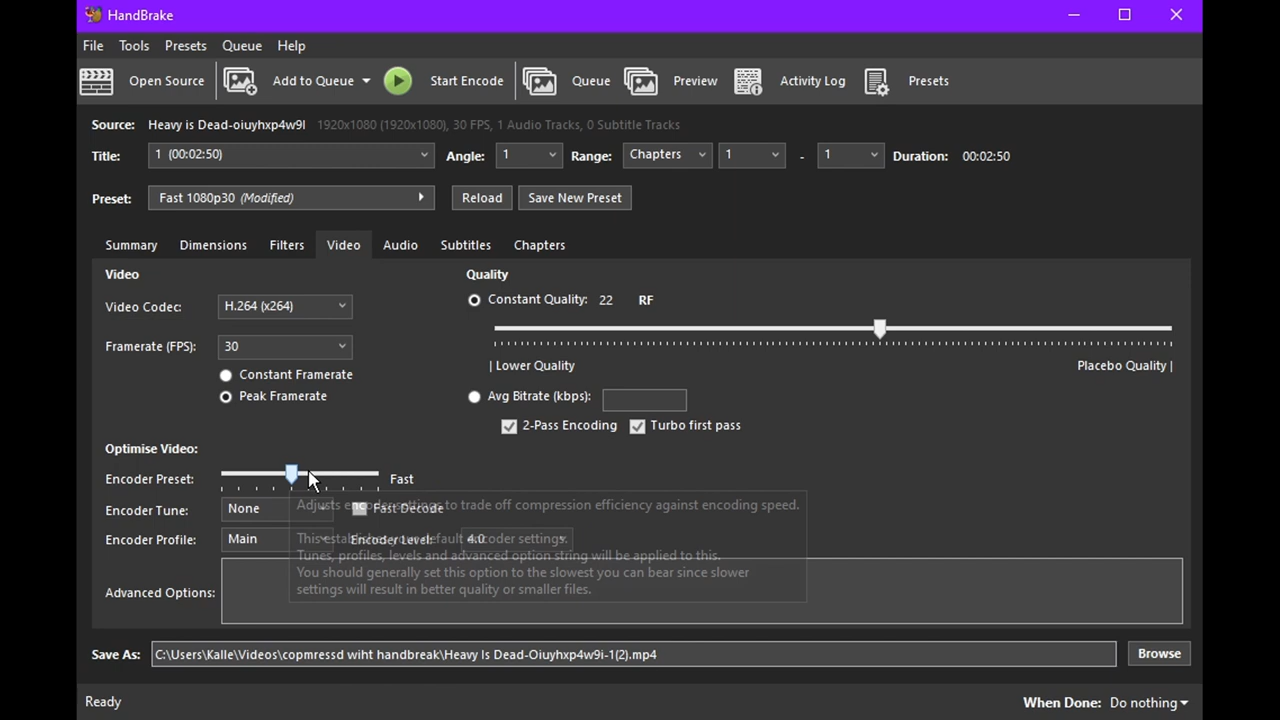 HandBrake
File Tools Presets Queue Help
Open Source Add to Queue Start Encode Queue Preview Activity Log Presets
Source: Heavy is Dead-oiuyhxp4w9I 1920x1080 (1920x1080), 30 FPS, 1 Audio Tracks, 0 Subtitle Tracks
Title: 1 (00:02:50) Angle: 1 Range: Chapters 1 - 1 Duration: 00:02:50
Preset: Fast 1080p30 (Modified) Reload Save New Preset
Summary Dimensions Filters Video Audio Subtitles Chapters
Video Quality
Video Codec: H.264 (x264) Constant Quality: 22 RF
Framerate (FPS): 30
| Lower Quality Placebo Quality |
Constant Framerate
Peak Framerate Avg Bitrate (kbps):
2-Pass Encoding Turbo first pass
Optimise Video:
Encoder Preset: Fast
Adjusts encoder settings to trade off compression efficiency against encoding speed.
Encoder Tune: None Fast Decode
Encoder Profile: Main Encoder Level: 4.0
This establishes your default encoder settings.
Tunes, profiles, levels and advanced option string will be applied to this.
You should generally set this option to the slowest you can bear since slower
settings will result in better quality or smaller files.
Advanced Options:
Save As: C:\Users\Kalle\Videos\copmressd wiht handbreak\Heavy Is Dead-Oiuyhxp4w9i-1(2).mp4 Browse
Ready When Done: Do nothing